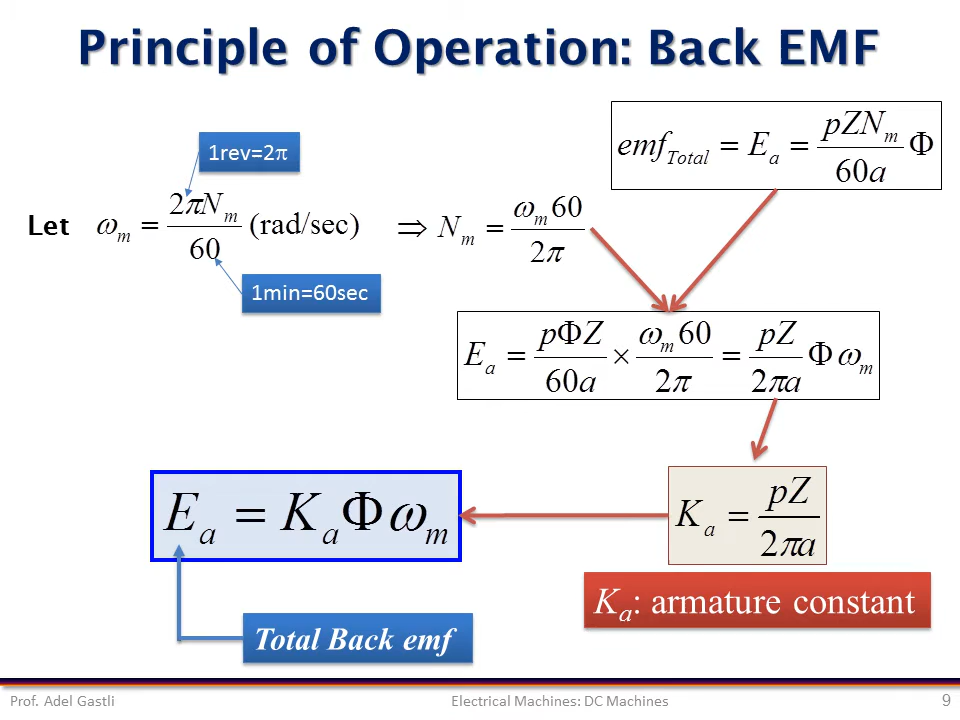 Principle of Operation: Back EMF
emf_Total = E_a = pZN_m / 60a Φ
1rev=2π
Let ω_m = 2πN_m / 60 (rad/sec) ⇒ N_m = ω_m 60 / 2π
1min=60sec
E_a = pΦZ / 60a × ω_m 60 / 2π = pZ / 2πa Φ ω_m
E_a = K_a Φ ω_m
K_a = pZ / 2πa
K_a: armature constant
Total Back emf
Prof. Adel Gastli
Electrical Machines: DC Machines
9